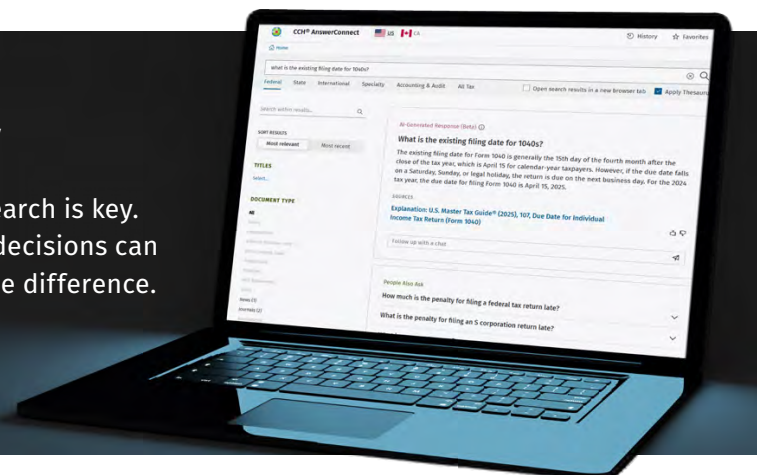 earch is key.
decisions can
e difference.
CCH® AnswerConnect US CA
History Favorites
Home
what is the existing filing date for 1040s?
Federal State International Specialty Accounting & Audit All Tax
Open search results in a new browser tab Apply Thesauru
Search within results...
SORT RESULTS
Most relevant Most recent
TITLES
Select...
DOCUMENT TYPE
All
News (1)
Journals (2)
AI-Generated Response (Beta)
What is the existing filing date for 1040s?
The existing filing date for Form 1040 is generally the 15th day of the fourth month after the
close of the tax year, which is April 15 for calendar-year taxpayers. However, if the due date falls
on a Saturday, Sunday, or legal holiday, the return is due on the next business day. For the 2024
tax year, the due date for filing Form 1040 is April 15, 2025.
SOURCES
Explanation: U.S. Master Tax Guide® (2025), 107, Due Date for Individual
Income Tax Return (Form 1040)
Follow up with a chat
People Also Ask
How much is the penalty for filing a federal tax return late?
What is the penalty for filing an S corporation return late?